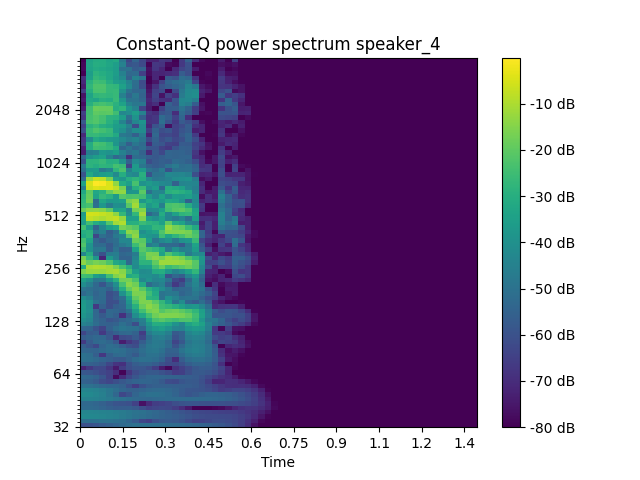 Constant-Q power spectrum speaker_4
Hz
2048
1024
512
256
128
64
32
0 0.15 0.3 0.45 0.6 0.75 0.9 1.1 1.2 1.4
Time
-10 dB
-20 dB
-30 dB
-40 dB
-50 dB
-60 dB
-70 dB
-80 dB